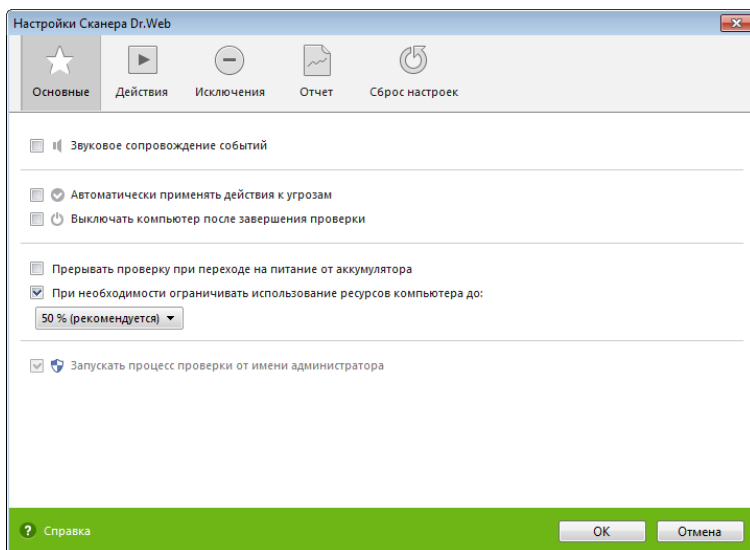 Настройки Сканера Dr.Web
Основные
Действия
Исключения
Отчет
Сброс настроек
Звуковое сопровождение событий
Автоматически применять действия к угрозам
Выключать компьютер после завершения проверки
Прерывать проверку при переходе на питание от аккумулятора
При необходимости ограничивать использование ресурсов компьютера до:
50 % (рекомендуется)
Запускать процесс проверки от имени администратора
? Справка
OK
Отмена